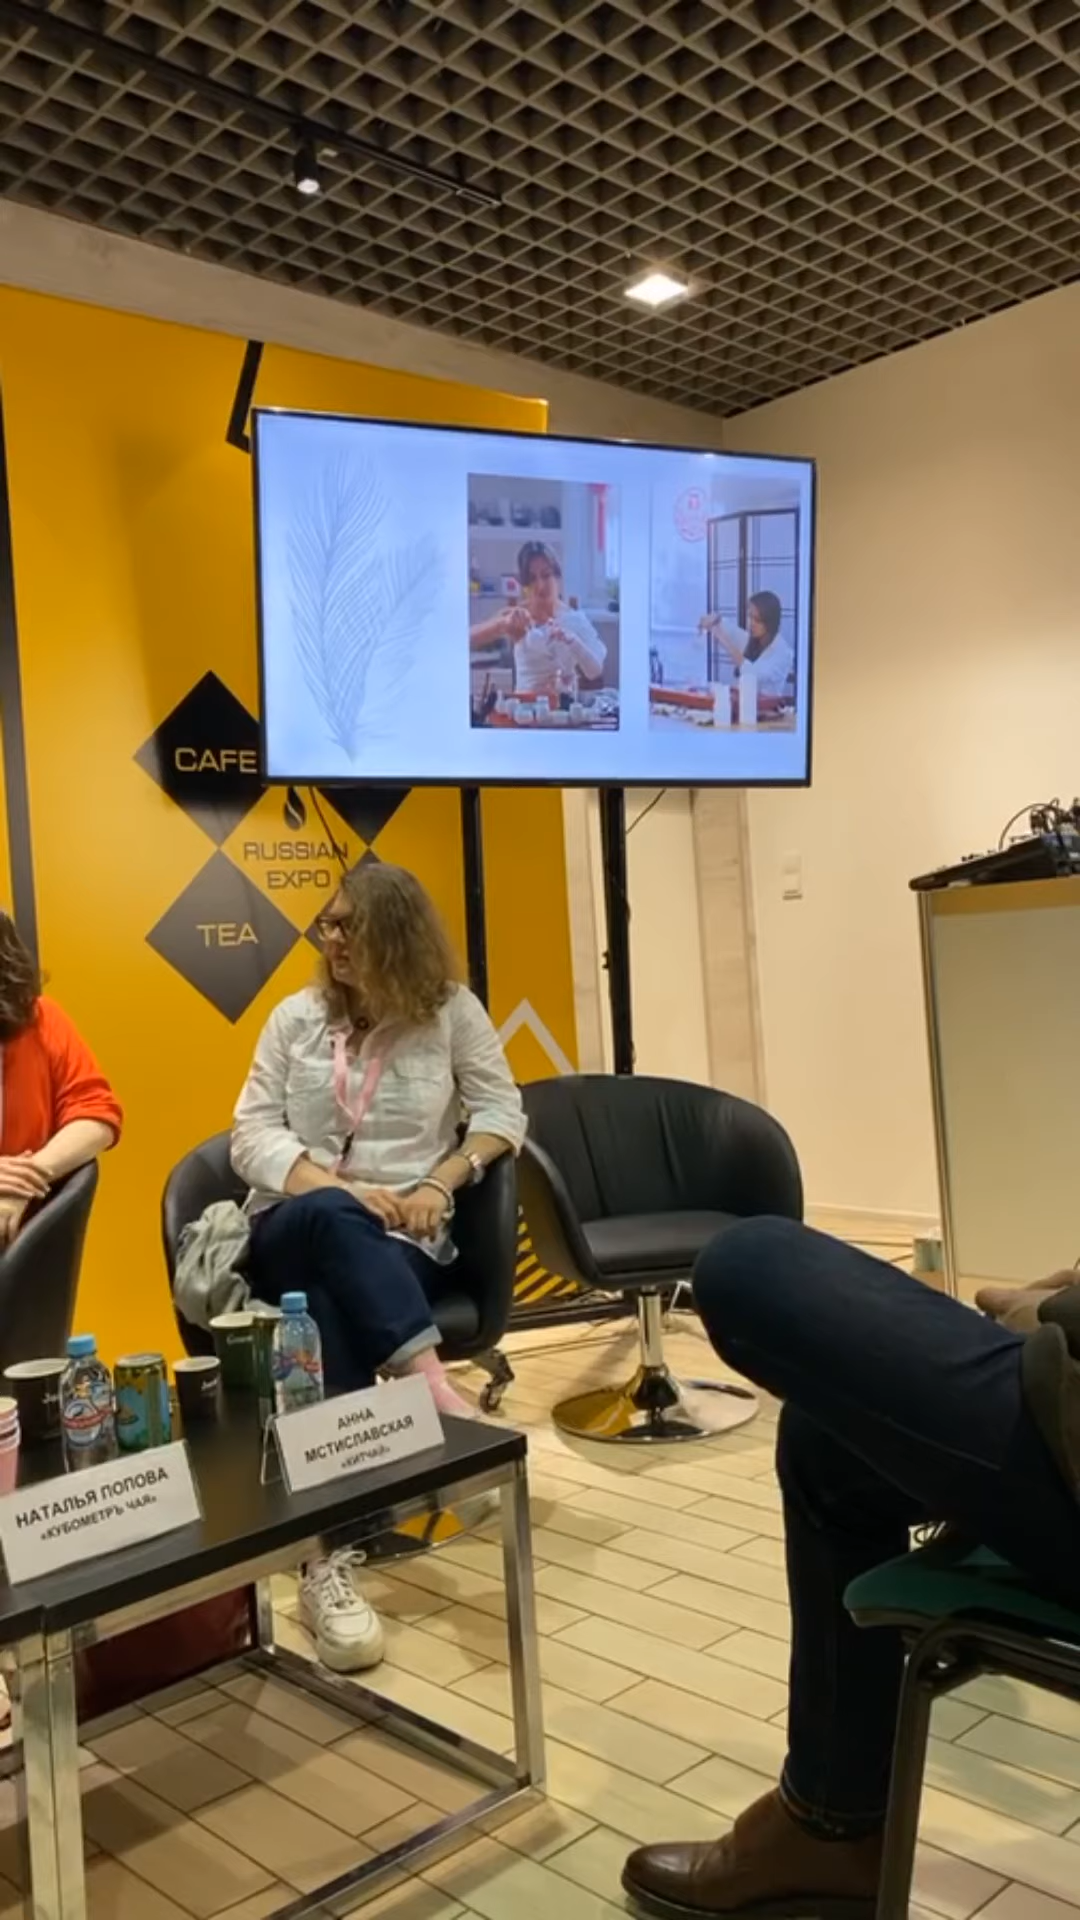 CAFE
RUSSIAN
EXPO
TEA
НАТАЛЬЯ ПОПОВА
«КУБОМЕТРЪ ЧАЯ»
АННА
МСТИСЛАВСКАЯ
«КИТЧАЙ»